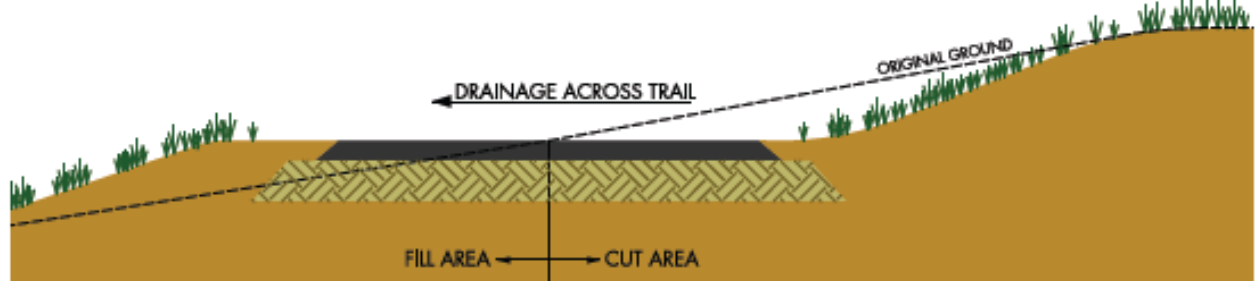 ORIGINAL GROUND
DRAINAGE ACROSS TRAIL
FILL AREA
CUT AREA